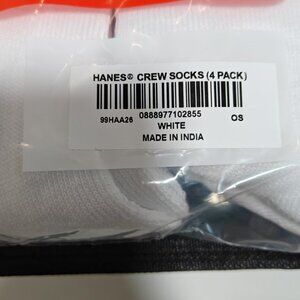 HANES® CREW SOCKS (4 PACK)
99HAA26 0888977102855 OS
WHITE
MADE IN INDIA